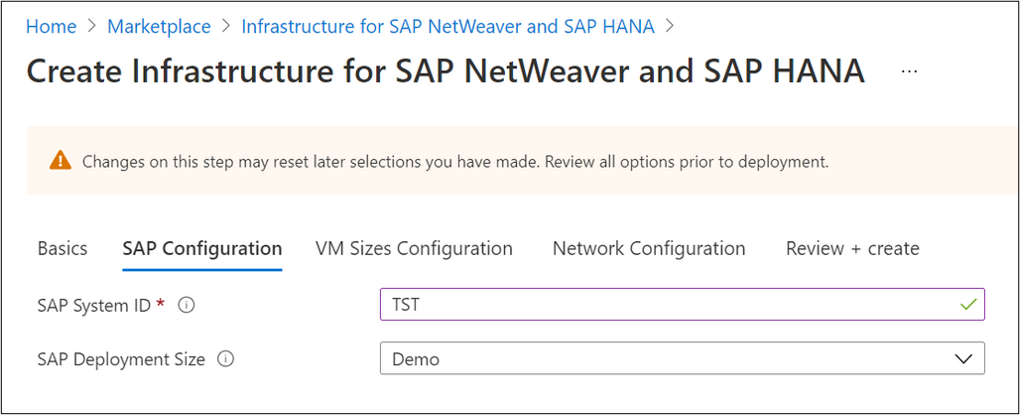 Home > Marketplace > Infrastructure for SAP NetWeaver and SAP HANA >
Create Infrastructure for SAP NetWeaver and SAP HANA ...
Changes on this step may reset later selections you have made. Review all options prior to deployment.
Basics SAP Configuration VM Sizes Configuration Network Configuration Review + create
SAP System ID * TST
SAP Deployment Size Demo